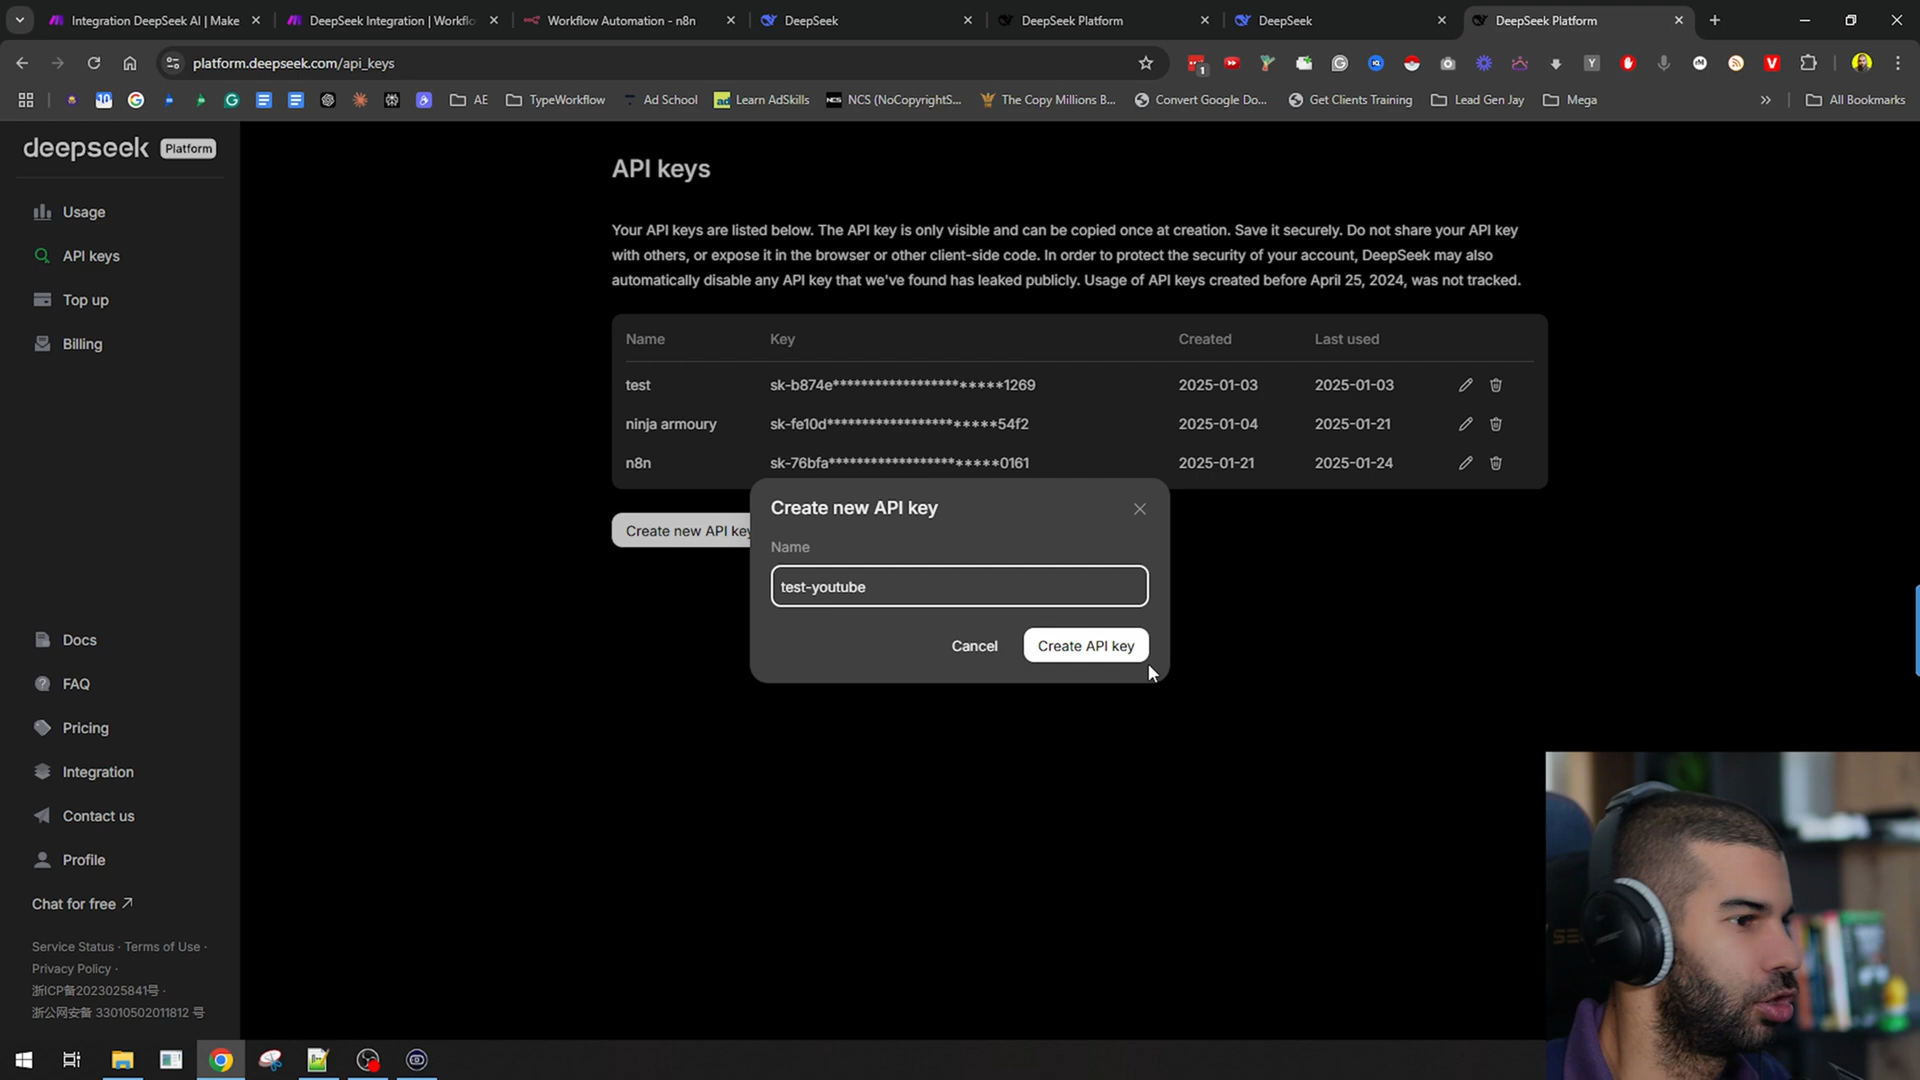 Integration DeepSeek AI | Make
DeepSeek Integration | Workflo
Workflow Automation - n8n
DeepSeek
DeepSeek Platform
DeepSeek
DeepSeek Platform
platform.deepseek.com/api_keys
AE
TypeWorkflow
Ad School
Learn AdSkills
NCS (NoCopyrightS...
The Copy Millions B...
Convert Google Do...
Get Clients Training
Lead Gen Jay
Mega
All Bookmarks
deepseek Platform
Usage
API keys
Top up
Billing
Docs
FAQ
Pricing
Integration
Contact us
Profile
Chat for free
Service Status · Terms of Use ·
Privacy Policy ·
浙ICP备2023025841号 ·
浙公网安备 33010502011812 号
API keys
Your API keys are listed below. The API key is only visible and can be copied once at creation. Save it securely. Do not share your API key
with others, or expose it in the browser or other client-side code. In order to protect the security of your account, DeepSeek may also
automatically disable any API key that we've found has leaked publicly. Usage of API keys created before April 25, 2024, was not tracked.
Name Key Created Last used
test sk-b874e***********************1269 2025-01-03 2025-01-03
ninja armoury sk-fe10d***********************54f2 2025-01-04 2025-01-21
n8n sk-76bfa***********************0161 2025-01-21 2025-01-24
Create new API key
Create new API key
Name
test-youtube
Cancel
Create API key